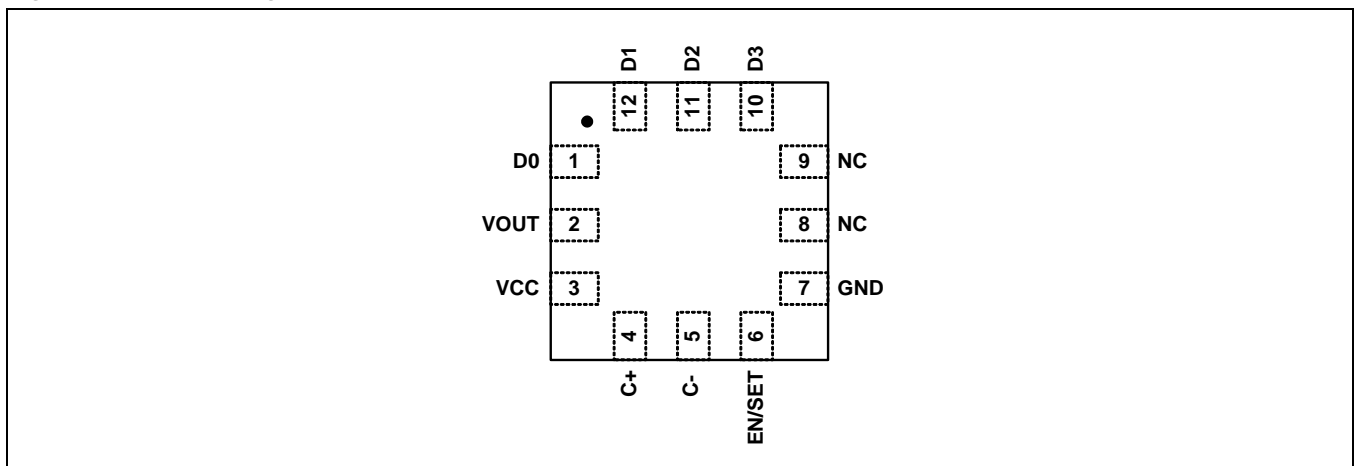 D1 D2 D3
12 11 10
D0 1 9 NC
VOUT 2 8 NC
VCC 3 7 GND
4 5 6
C+ C- EN/SET